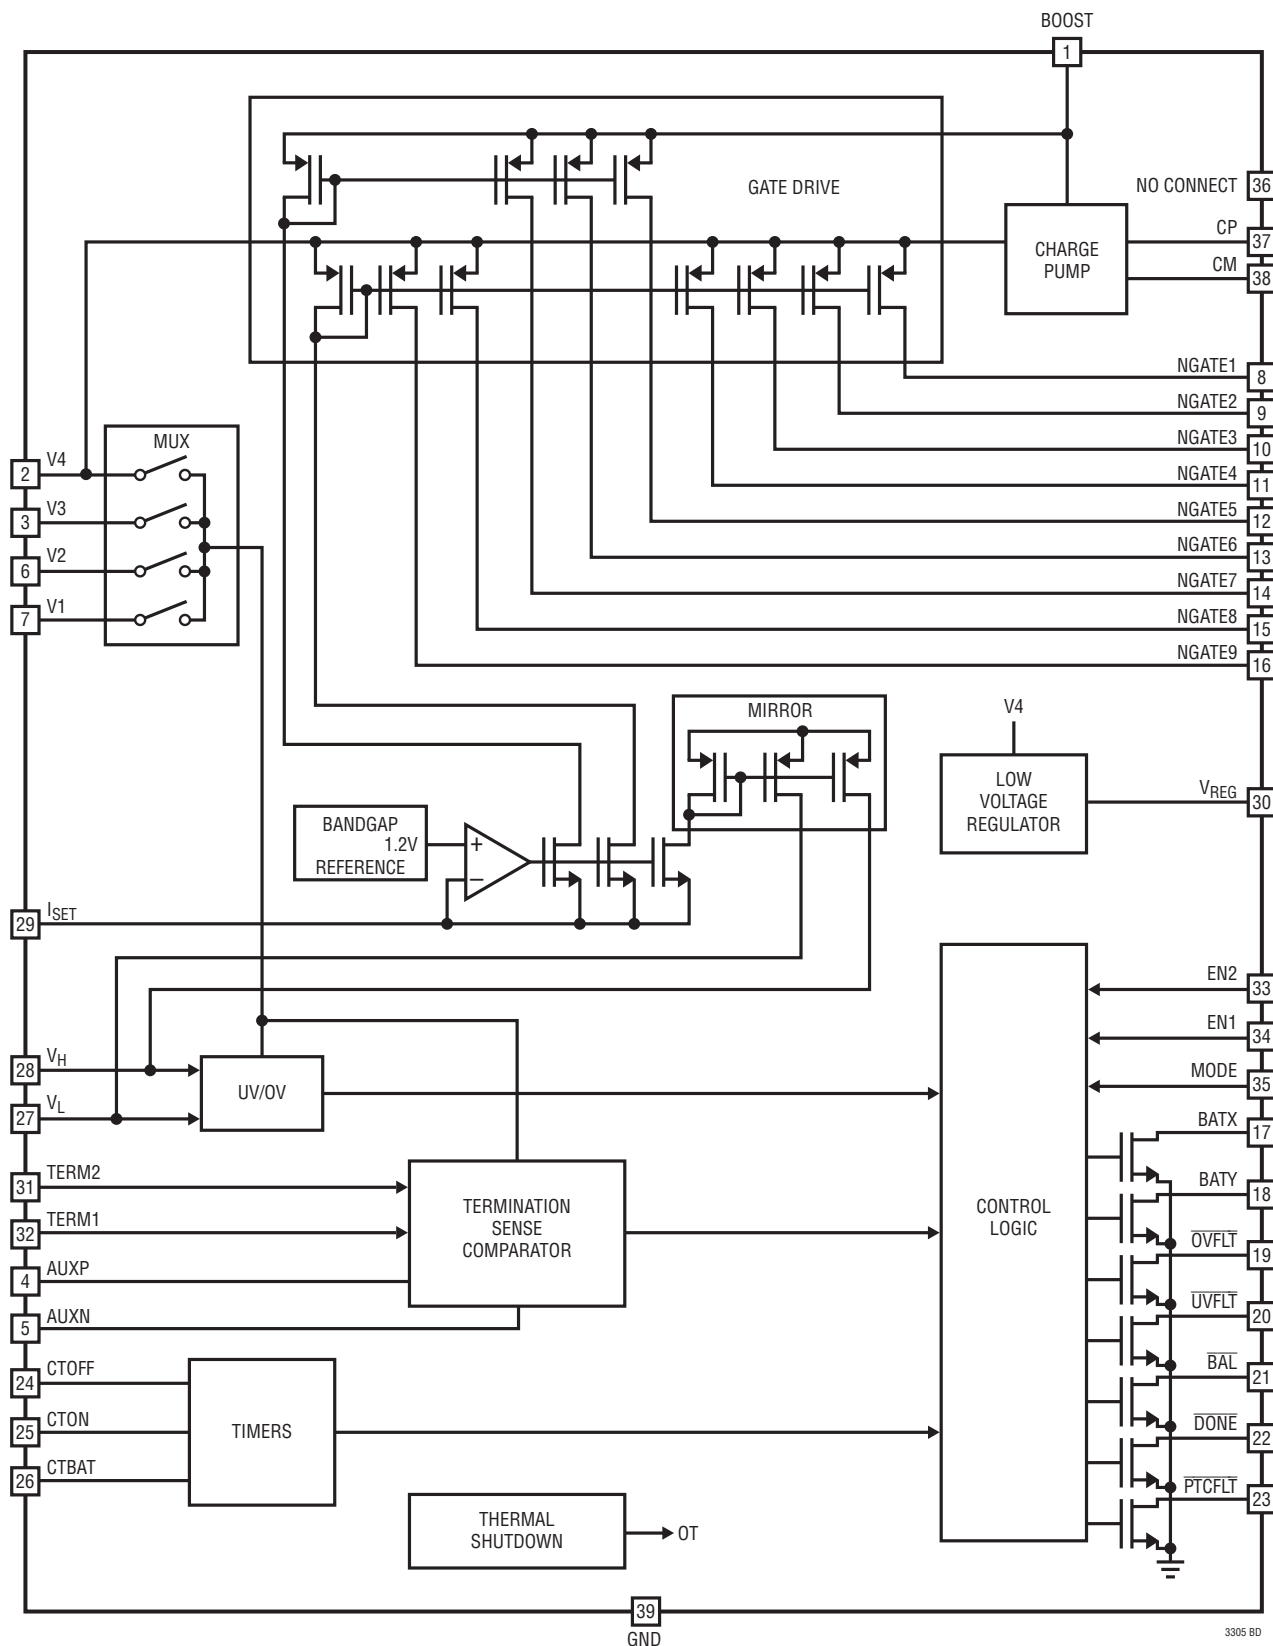 BOOST
1
GATE DRIVE
NO CONNECT
36
CHARGE
PUMP
CP
37
CM
38
NGATE1
8
NGATE2
9
NGATE3
10
NGATE4
11
NGATE5
12
NGATE6
13
NGATE7
14
NGATE8
15
NGATE9
16
MUX
2
V4
3
V3
6
V2
7
V1
MIRROR
V4
LOW
VOLTAGE
REGULATOR
VREG
30
BANDGAP
1.2V
REFERENCE
+
–
29
ISET
28
VH
27
VL
UV/OV
31
TERM2
32
TERM1
4
AUXP
5
AUXN
TERMINATION
SENSE
COMPARATOR
24
CTOFF
25
CTON
26
CTBAT
TIMERS
THERMAL
SHUTDOWN
OT
CONTROL
LOGIC
EN2
33
EN1
34
MODE
35
BATX
17
BATY
18
OVFLT
19
UVFLT
20
BAL
21
DONE
22
PTCFLT
23
39
GND
3305 BD